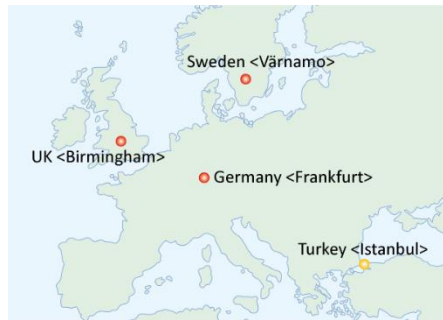 Sweden <Värnamo>
UK <Birmingham>
Germany <Frankfurt>
Turkey <Istanbul>